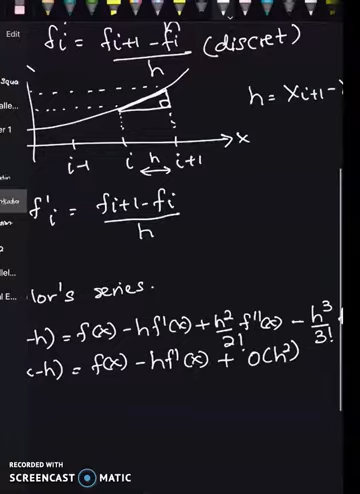 Edit
fi = fi+1 - fi / h (discret)
h = xi+1 -
i-1 i h i+1 x
f'i = fi+1 - fi / h
lor's series.
-h) = f(x) - hf'(x) + h²/2! f''(x) - h³/3!
x-h) = f(x) - hf'(x) + O(h²)
RECORDED WITH
SCREENCAST MATIC